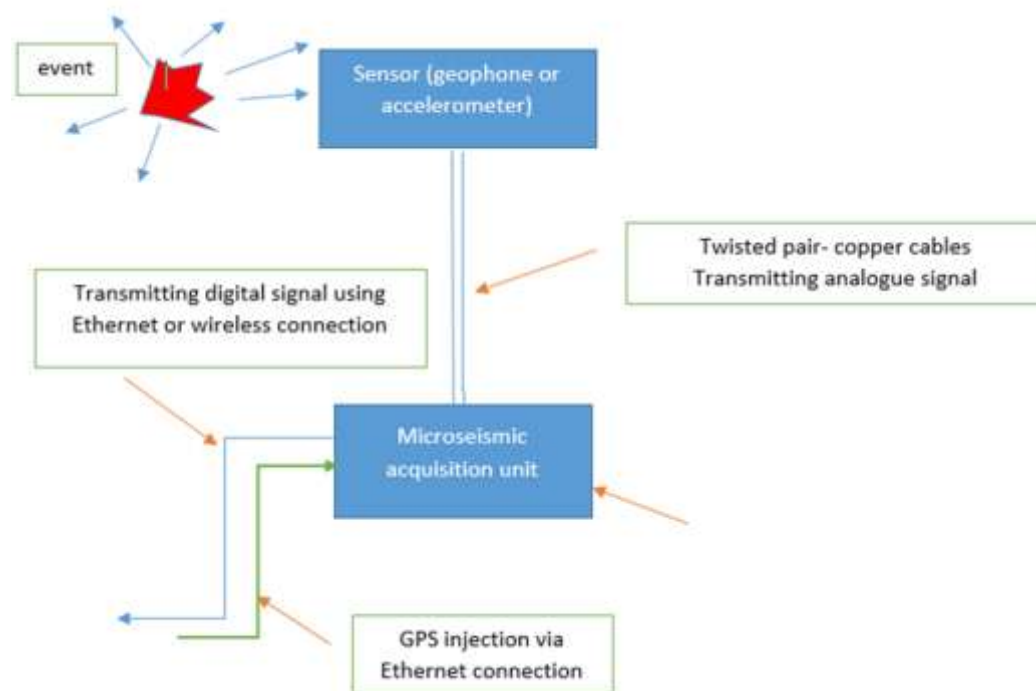 event
Sensor (geophone or
accelerometer)
Twisted pair- copper cables
Transmitting analogue signal
Transmitting digital signal using
Ethernet or wireless connection
Microseismic
acquisition unit
GPS injection via
Ethernet connection